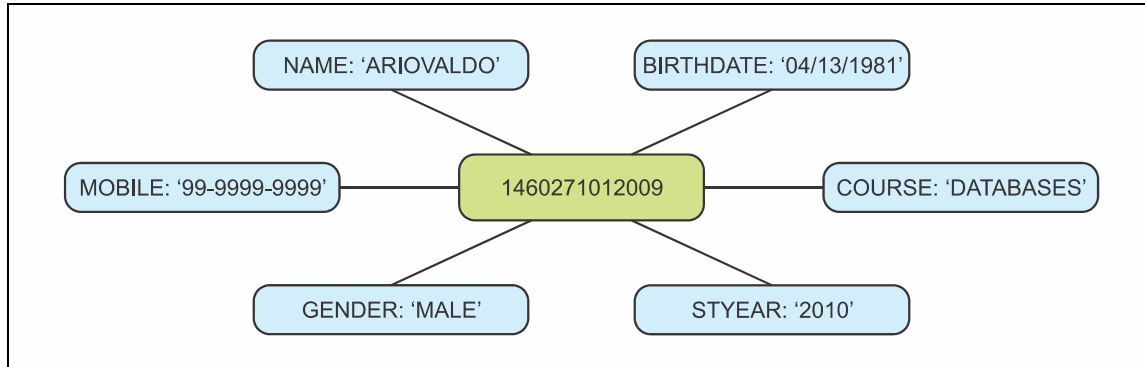 NAME: ‘ARIOVALDO’
BIRTHDATE: ‘04/13/1981’
MOBILE: ‘99-9999-9999’
1460271012009
COURSE: ‘DATABASES’
GENDER: ‘MALE’
STYEAR: ‘2010’